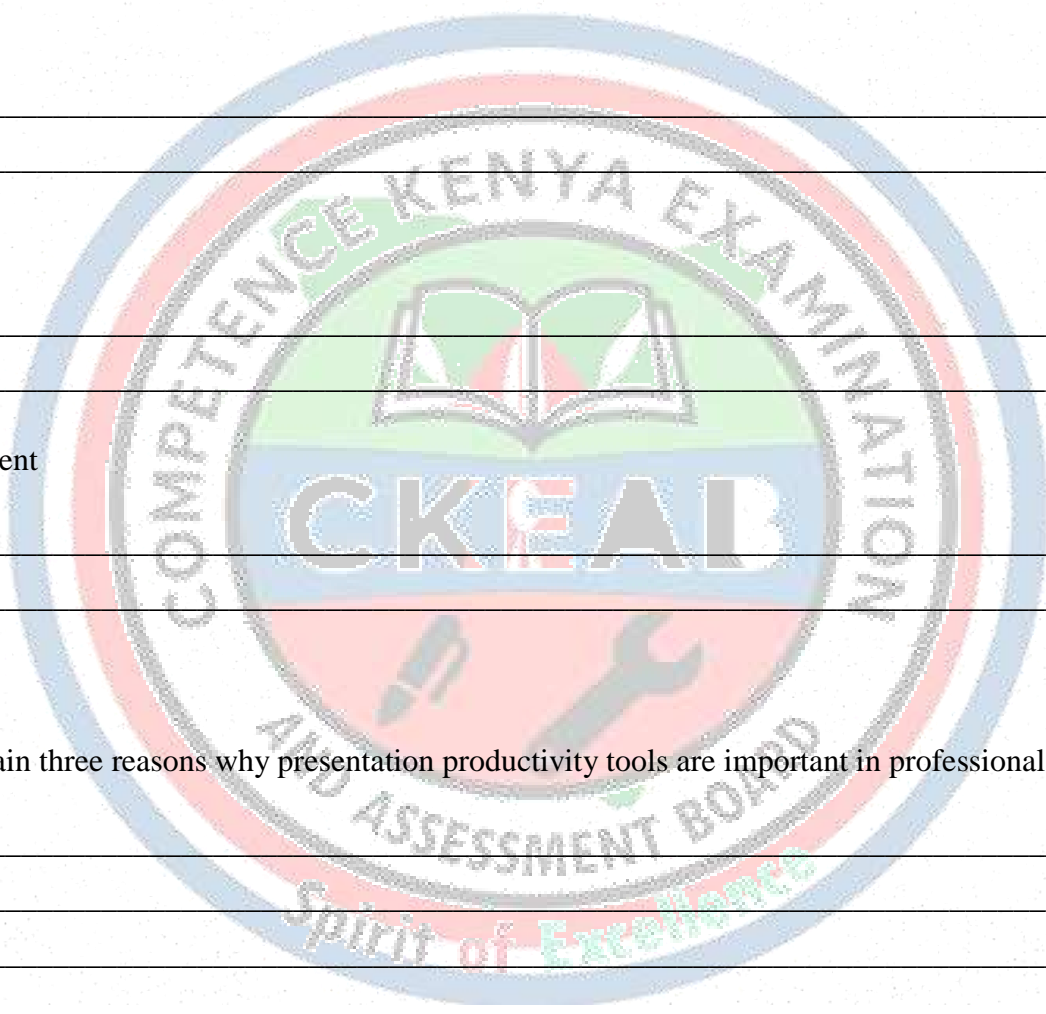 COMPETENCE KENYA EXAMINATION
ent
CKEAB
ain three reasons why presentation productivity tools are important in professional
AND ASSESSMENT BOARD
Spirit of Excellence